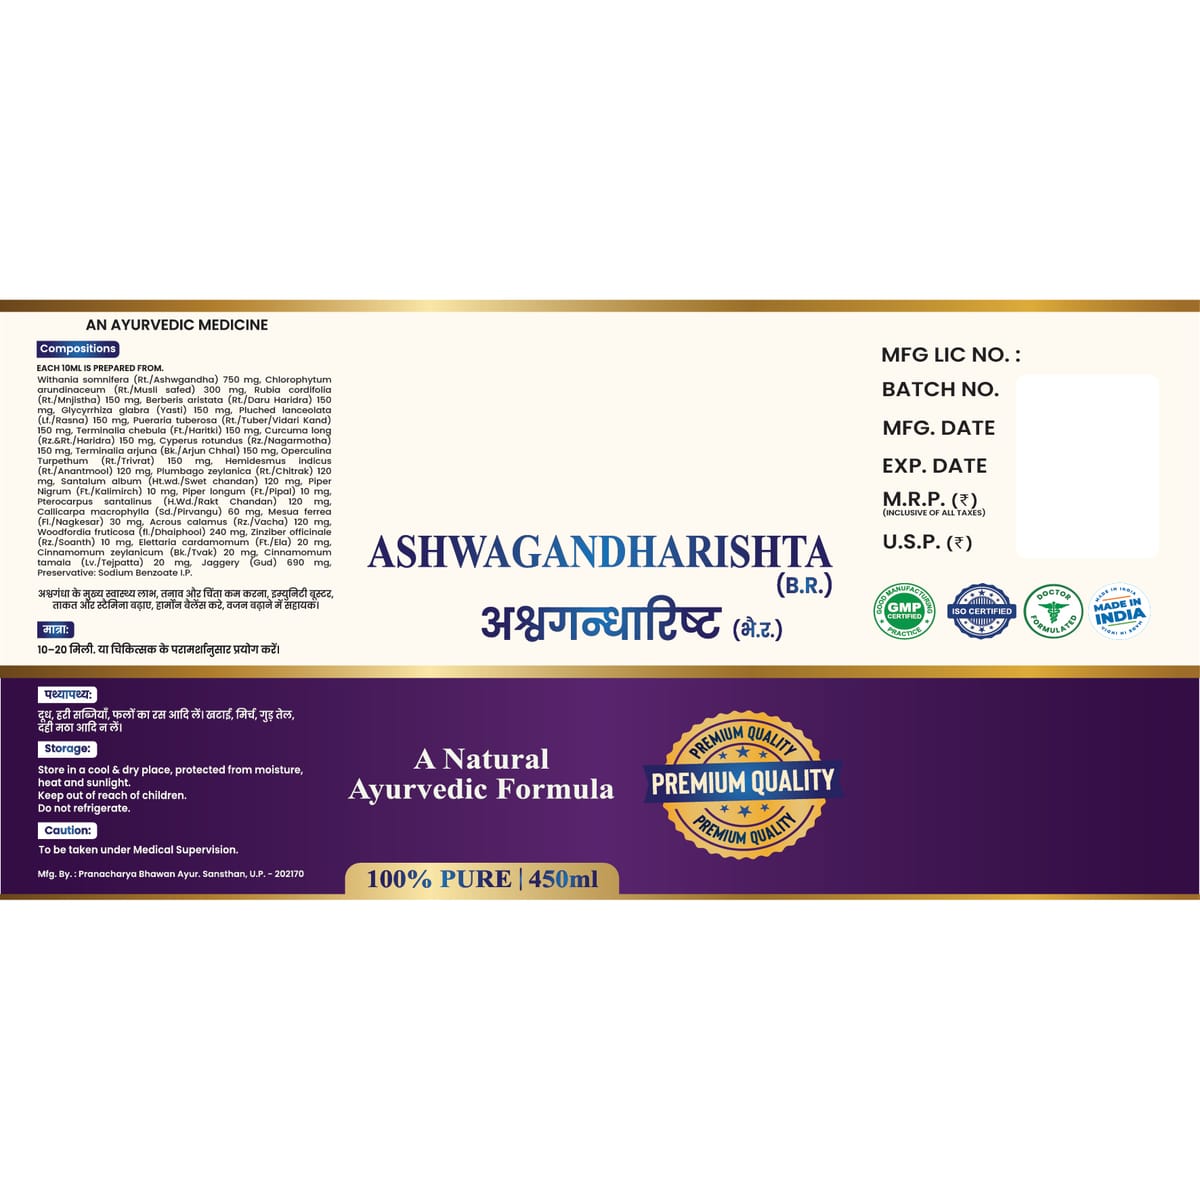 AN AYURVEDIC MEDICINE
Compositions
EACH 10ML IS PREPARED FROM.
Withania somnifera (Rt./Ashwgandha) 750 mg, Chlorophytum
arundinaceum (Rt./Musli safed) 300 mg, Rubia cordifolia
(Rt./Mnjistha) 150 mg, Berberis aristata (Rt./Daru Haridra) 150
mg, Glycyrrhiza glabra (Yasti) 150 mg, Pluched lanceolata
(Lf./Rasna) 150 mg, Pueraria tuberosa (Rt./Tuber/Vidari Kand)
150 mg, Terminalia chebula (Ft./Haritki) 150 mg, Curcuma long
(Rz.&Rt./Haridra) 150 mg, Cyperus rotundus (Rz./Nagarmotha)
150 mg, Terminalia arjuna (Bk./Arjun Chhal) 150 mg, Operculina
Turpethum (Rt./Trivrat) 150 mg, Hemidesmus indicus
(Rt./Anantmool) 120 mg, Plumbago zeylanica (Rt./Chitrak) 120
mg, Santalum album (Ht.wd./Swet chandan) 120 mg, Piper
Nigrum (Ft./Kalimirch) 10 mg, Piper longum (Ft./Pipal) 10 mg,
Pterocarpus santalinus (H.Wd./Rakt Chandan) 120 mg,
Callicarpa macrophylla (Sd./Pirvangu) 60 mg, Mesua ferrea
(Fl./Nagkesar) 30 mg, Acrous calamus (Rz./Vacha) 120 mg,
Woodfordia fruticosa (fl./Dhaiphool) 240 mg, Zinziber officinale
(Rz./Soanth) 10 mg, Elettaria cardamomum (Ft./Ela) 20 mg,
Cinnamomum zeylanicum (Bk./Tvak) 20 mg, Cinnamomum
tamala (Lv./Tejpatta) 20 mg, Jaggery (Gud) 690 mg,
Preservative: Sodium Benzoate I.P.
अश्वगंधा के मुख्य स्वास्थ्य लाभ, तनाव और चिंता कम करना, इम्युनिटी बूस्टर,
ताकत और स्टैमिना बढ़ाए, हार्मोन बैलेंस करे, वजन बढ़ाने में सहायक।
मात्रा:
10-20 मिली. या चिकित्सक के परामर्शानुसार प्रयोग करें।
पथ्यापथ्य:
दूध, हरी सब्जियाँ, फलों का रस आदि लें। खटाई, मिर्च, गुड़ तेल,
दही मठा आदि न लें।
Storage:
Store in a cool & dry place, protected from moisture,
heat and sunlight.
Keep out of reach of children.
Do not refrigerate.
Caution:
To be taken under Medical Supervision.
Mfg. By. : Pranacharya Bhawan Ayur. Sansthan, U.P. - 202170
ASHWAGANDHARISHTA
(B.R.)
अश्वगन्धारिष्ट (भै.र.)
A Natural
Ayurvedic Formula
PREMIUM QUALITY
PREMIUM QUALITY
PREMIUM QUALITY
100% PURE | 450ml
MFG LIC NO. :
BATCH NO.
MFG. DATE
EXP. DATE
M.R.P. (₹)
(INCLUSIVE OF ALL TAXES)
U.S.P. (₹)
GOOD MANUFACTURING
GMP
CERTIFIED
PRACTICE
ISO CERTIFIED
DOCTOR
FORMULATED
MADE IN INDIA
MADE IN
INDIA
MADE IN INDIA